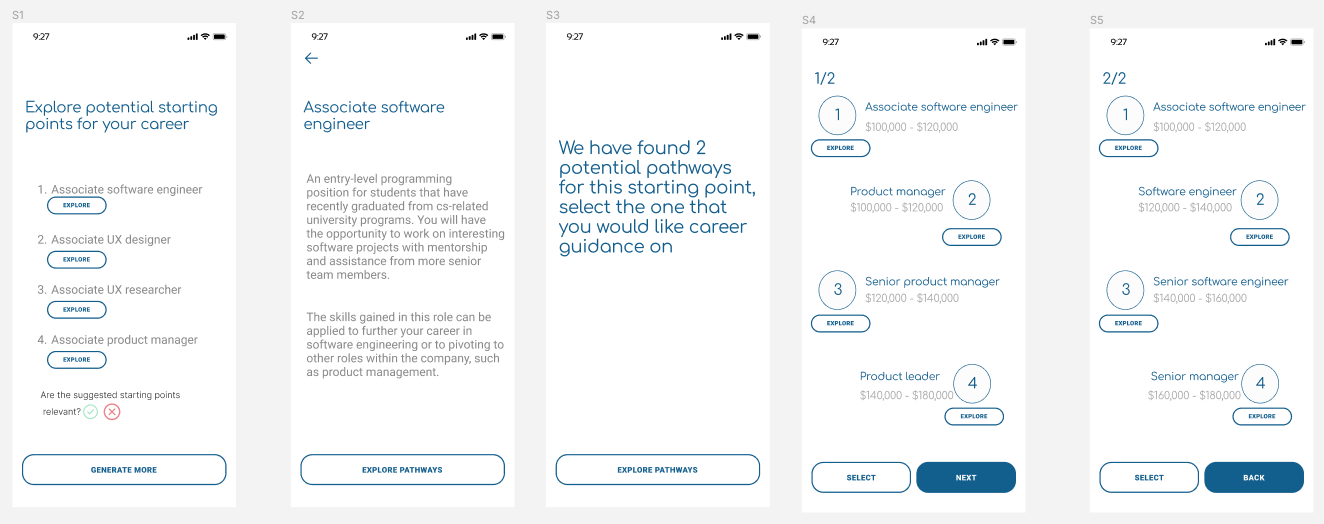 S1
9:27
Explore potential starting
points for your career
1. Associate software engineer
EXPLORE
2. Associate UX designer
EXPLORE
3. Associate UX researcher
EXPLORE
4. Associate product manager
EXPLORE
Are the suggested starting points
relevant?
GENERATE MORE
S2
9:27
Associate software
engineer
An entry-level programming
position for students that have
recently graduated from cs-related
university programs. You will have
the opportunity to work on interesting
software projects with mentorship
and assistance from more senior
team members.
The skills gained in this role can be
applied to further your career in
software engineering or to pivoting to
other roles within the company, such
as product management.
EXPLORE PATHWAYS
S3
9:27
We have found 2
potential pathways
for this starting point,
select the one that
you would like career
guidance on
EXPLORE PATHWAYS
S4
9:27
1/2
1
Associate software engineer
$100,000 - $120,000
EXPLORE
Product manager
2
$100,000 - $120,000
EXPLORE
3
Senior product manager
$120,000 - $140,000
EXPLORE
Product leader
4
$140,000 - $180,000
EXPLORE
SELECT
NEXT
S5
9:27
2/2
1
Associate software engineer
$100,000 - $120,000
EXPLORE
Software engineer
2
$120,000 - $140,000
EXPLORE
3
Senior software engineer
$140,000 - $160,000
EXPLORE
Senior manager
4
$160,000 - $180,000
EXPLORE
SELECT
BACK